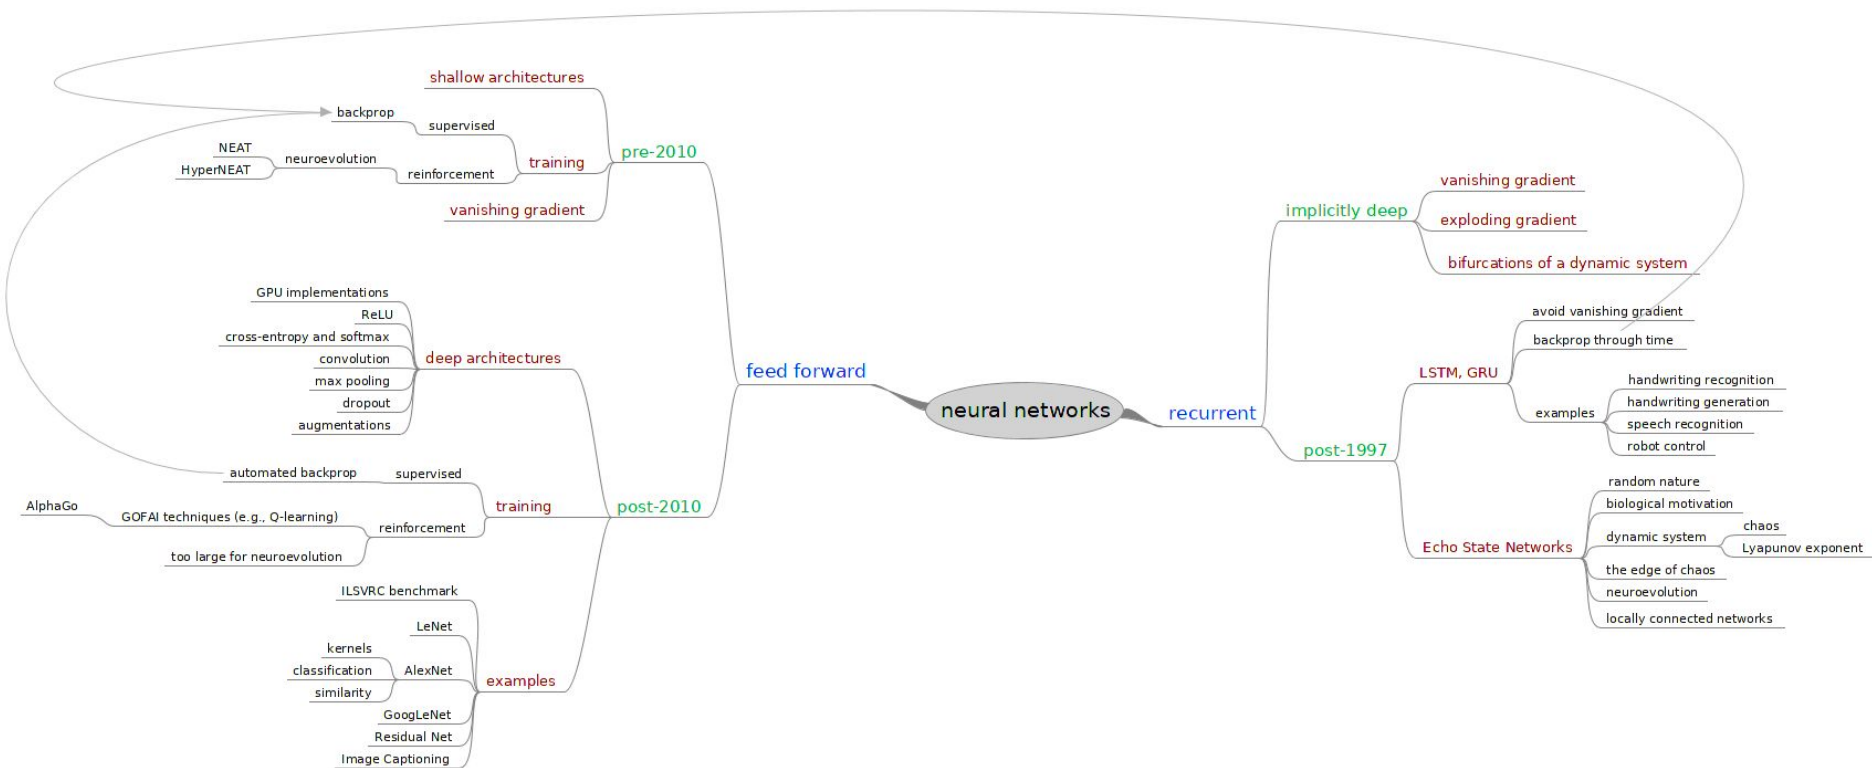 neural networks
feed forward
pre-2010
shallow architectures
training
supervised
backprop
reinforcement
neuroevolution
NEAT
HyperNEAT
vanishing gradient
post-2010
deep architectures
GPU implementations
ReLU
cross-entropy and softmax
convolution
max pooling
dropout
augmentations
training
supervised
automated backprop
reinforcement
GOFAI techniques (e.g., Q-learning)
AlphaGo
too large for neuroevolution
examples
ILSVRC benchmark
LeNet
AlexNet
kernels
classification
similarity
GoogLeNet
Residual Net
Image Captioning
recurrent
implicitly deep
vanishing gradient
exploding gradient
bifurcations of a dynamic system
post-1997
LSTM, GRU
avoid vanishing gradient
backprop through time
examples
handwriting recognition
handwriting generation
speech recognition
robot control
Echo State Networks
random nature
biological motivation
dynamic system
chaos
Lyapunov exponent
the edge of chaos
neuroevolution
locally connected networks